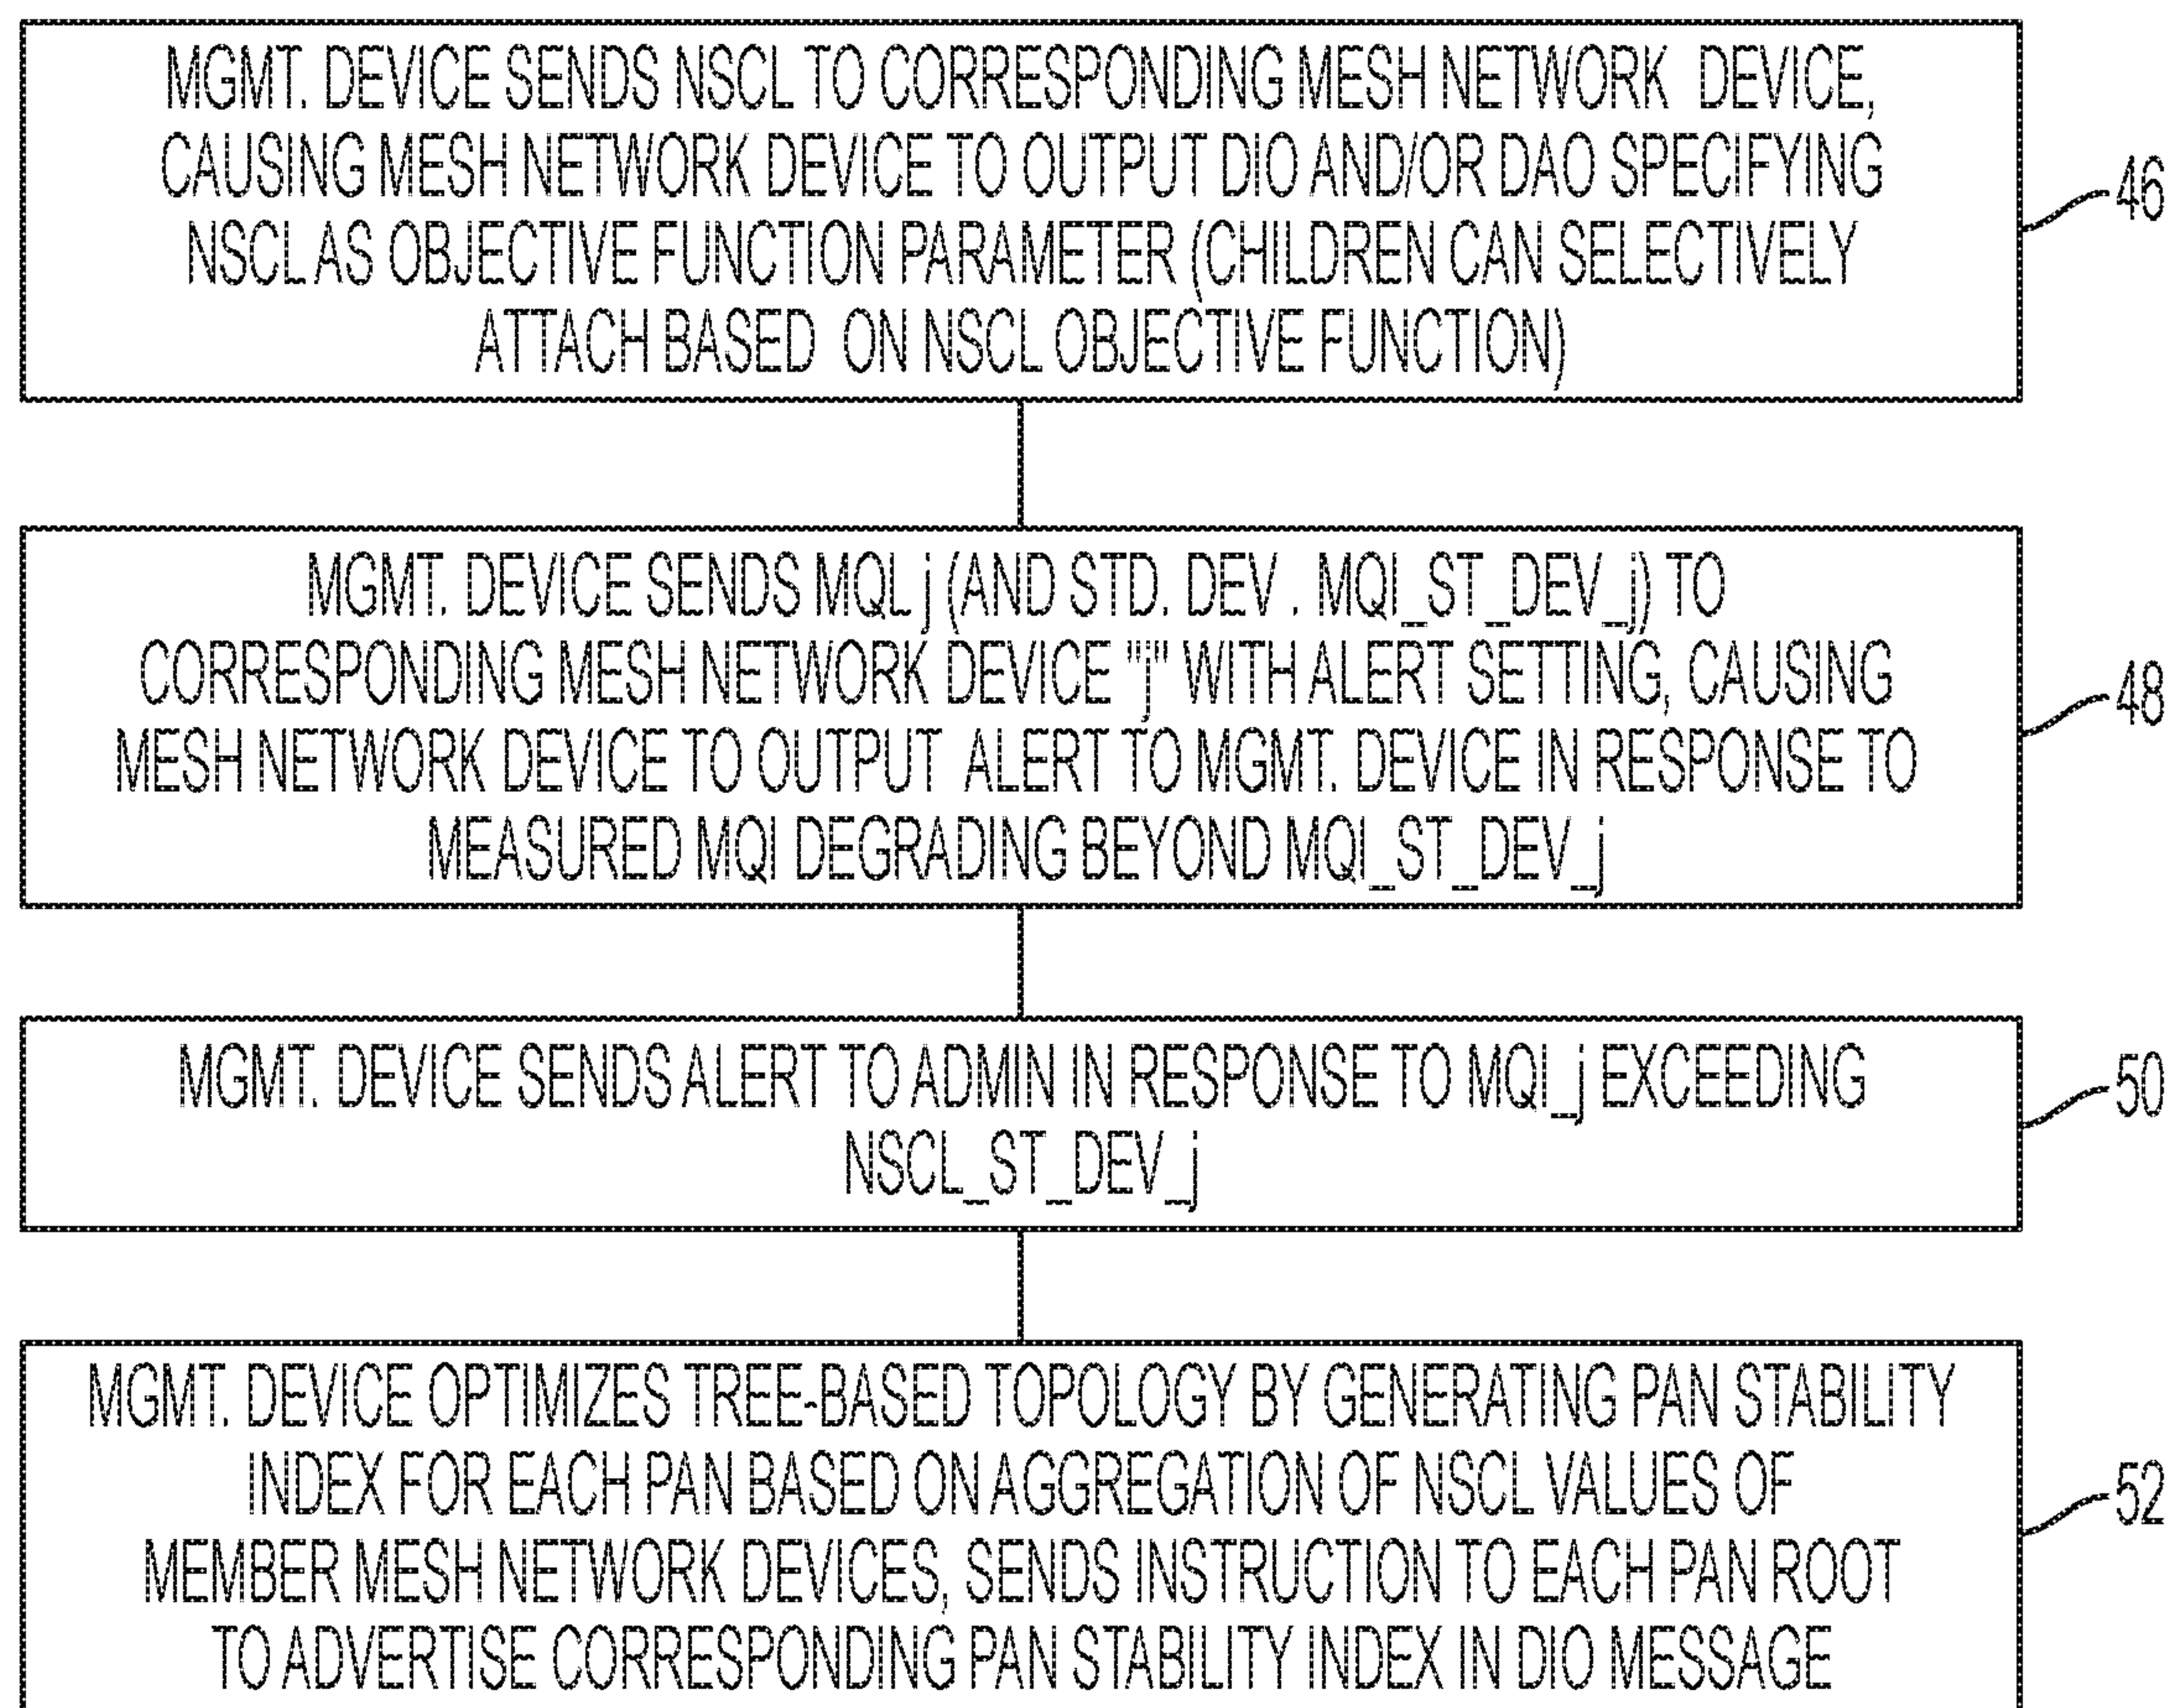 MGMT. DEVICE SENDS NSCL TO CORRESPONDING MESH NETWORK DEVICE,
CAUSING MESH NETWORK DEVICE TO OUTPUT DIO AND/OR DAO SPECIFYING
NSCL AS OBJECTIVE FUNCTION PARAMETER (CHILDREN CAN SELECTIVELY
ATTACH BASED ON NSCL OBJECTIVE FUNCTION)
46
MGMT. DEVICE SENDS MQI_j (AND STD. DEV . MQI_ST_DEV_j) TO
CORRESPONDING MESH NETWORK DEVICE "j" WITH ALERT SETTING, CAUSING
MESH NETWORK DEVICE TO OUTPUT ALERT TO MGMT. DEVICE IN RESPONSE TO
MEASURED MQI DEGRADING BEYOND MQI_ST_DEV_j
48
MGMT. DEVICE SENDS ALERT TO ADMIN IN RESPONSE TO MQI_j EXCEEDING
NSCL_ST_DEV_j
50
MGMT. DEVICE OPTIMIZES TREE-BASED TOPOLOGY BY GENERATING PAN STABILITY
INDEX FOR EACH PAN BASED ON AGGREGATION OF NSCL VALUES OF
MEMBER MESH NETWORK DEVICES, SENDS INSTRUCTION TO EACH PAN ROOT
TO ADVERTISE CORRESPONDING PAN STABILITY INDEX IN DIO MESSAGE
52